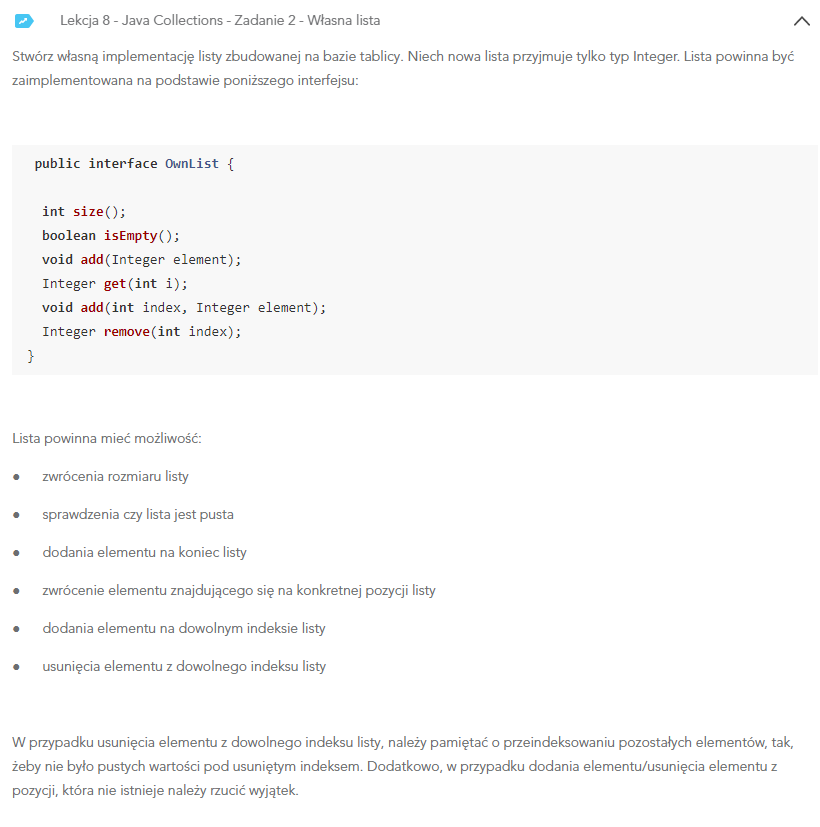 Lekcja 8 - Java Collections - Zadanie 2 - Własna lista
Stwórz własną implementację listy zbudowanej na bazie tablicy. Niech nowa lista przyjmuje tylko typ Integer. Lista powinna być
zaimplementowana na podstawie poniższego interfejsu:
public interface OwnList {
int size();
boolean isEmpty();
void add(Integer element);
Integer get(int i);
void add(int index, Integer element);
Integer remove(int index);
}
Lista powinna mieć możliwość:
● zwrócenia rozmiaru listy
● sprawdzenia czy lista jest pusta
● dodania elementu na koniec listy
● zwrócenie elementu znajdującego się na konkretnej pozycji listy
● dodania elementu na dowolnym indeksie listy
● usunięcia elementu z dowolnego indeksu listy
W przypadku usunięcia elementu z dowolnego indeksu listy, należy pamiętać o przeindeksowaniu pozostałych elementów, tak,
żeby nie było pustych wartości pod usuniętym indeksem. Dodatkowo, w przypadku dodania elementu/usunięcia elementu z
pozycji, która nie istnieje należy rzucić wyjątek.